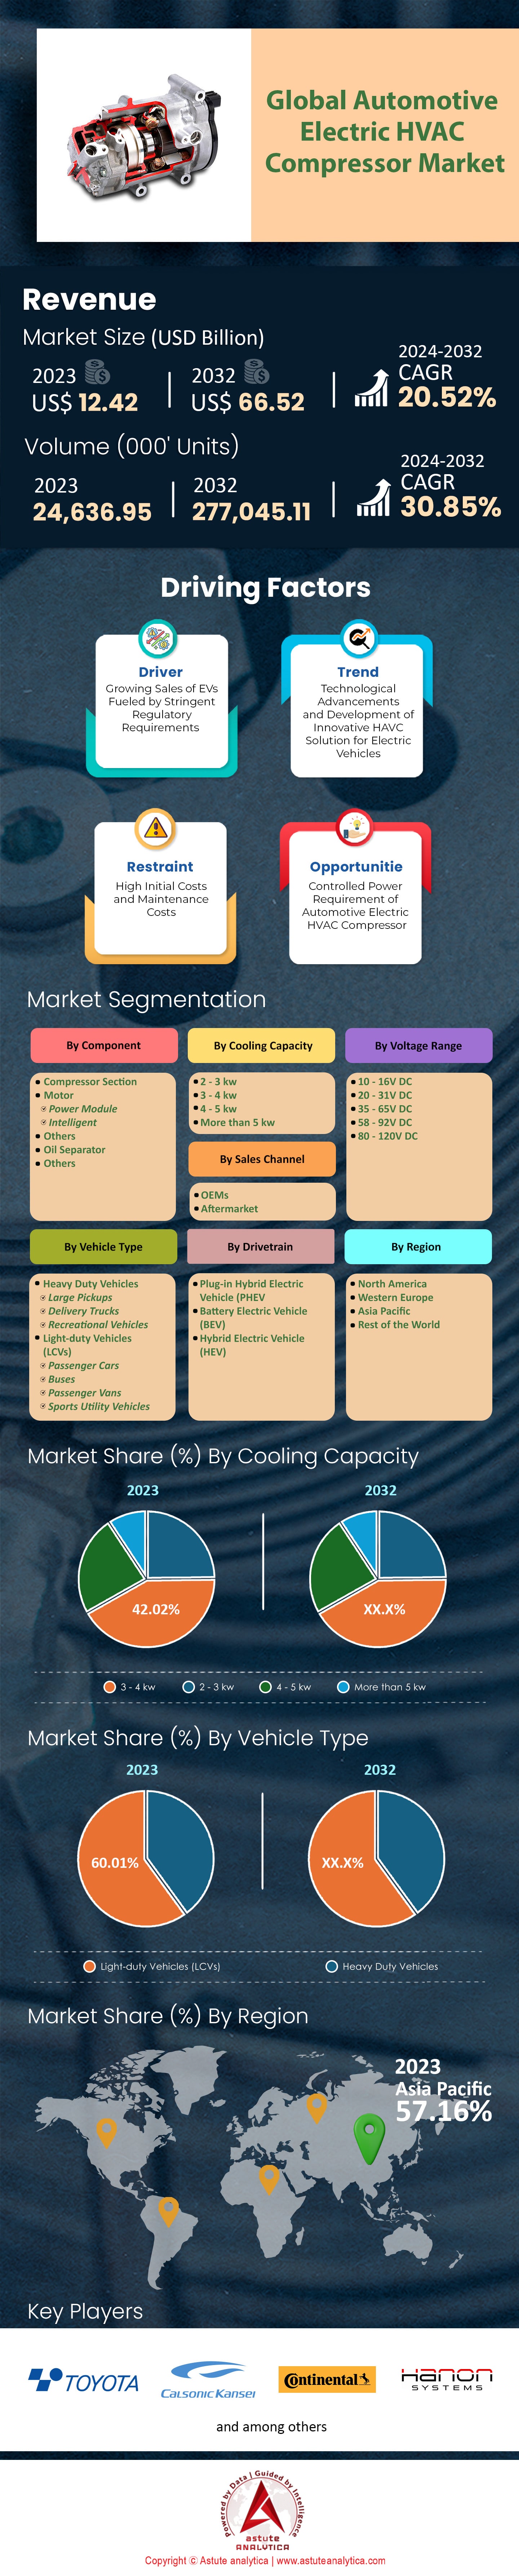 Global Automotive
Electric HVAC
Compressor Market
Revenue
Market Size (USD Billion)
2023
US$ 12.42
2032
US$ 66.52
2024-2032
CAGR
20.52%
Volume (000' Units)
2023
24,636.95
2032
277,045.11
2024-2032
CAGR
30.85%
Driving Factors
Driver
Growing Sales of EVs
Fueled by Stringent
Regulatory
Requirements
Trend
Technological
Advancements
and Development of
Innovative HAVC
Solution for Electric
Vehicles
Restraint
High Initial Costs
and Maintenance
Costs
Opportunitie
Controlled Power
Requirement of
Automotive Electric
HVAC Compressor
Market Segmentation
By Component
Compressor Section
Motor
Power Module
Intelligent
Others
Oil Separator
Others
By Cooling Capacity
2 - 3 kw
3 - 4 kw
4 - 5 kw
More than 5 kw
By Sales Channel
OEMs
Aftermarket
By Voltage Range
10 - 16V DC
20 - 31V DC
35 - 65V DC
58 - 92V DC
80 - 120V DC
By Vehicle Type
Heavy Duty Vehicles
Large Pickups
Delivery Trucks
Recreational Vehicles
Light-duty Vehicles
(LCVs)
Passenger Cars
Buses
Passenger Vans
Sports Utility Vehicles
By Drivetrain
Plug-in Hybrid Electric
Vehicle (PHEV
Battery Electric Vehicle
(BEV)
Hybrid Electric Vehicle
(HEV)
By Region
North America
Western Europe
Asia Pacific
Rest of the World
Market Share (%) By Cooling Capacity
2023
2032
42.02%
XX.X%
3 - 4 kw
2 - 3 kw
4 - 5 kw
More than 5 kw
Market Share (%) By Vehicle Type
2023
2032
60.01%
XX.X%
Light-duty Vehicles (LCVs)
Heavy Duty Vehicles
Market Share (%) By Region
2023
Asia Pacific
57.16%
Key Players
TOYOTA
CALSONIC KANSEI
Continental
Hanon
SYSTEMS
and among others
Powered by Data | Guided by Intelligence
astute
ANALYTICA
Copyright © Astute analytica | www.astuteanalytica.com